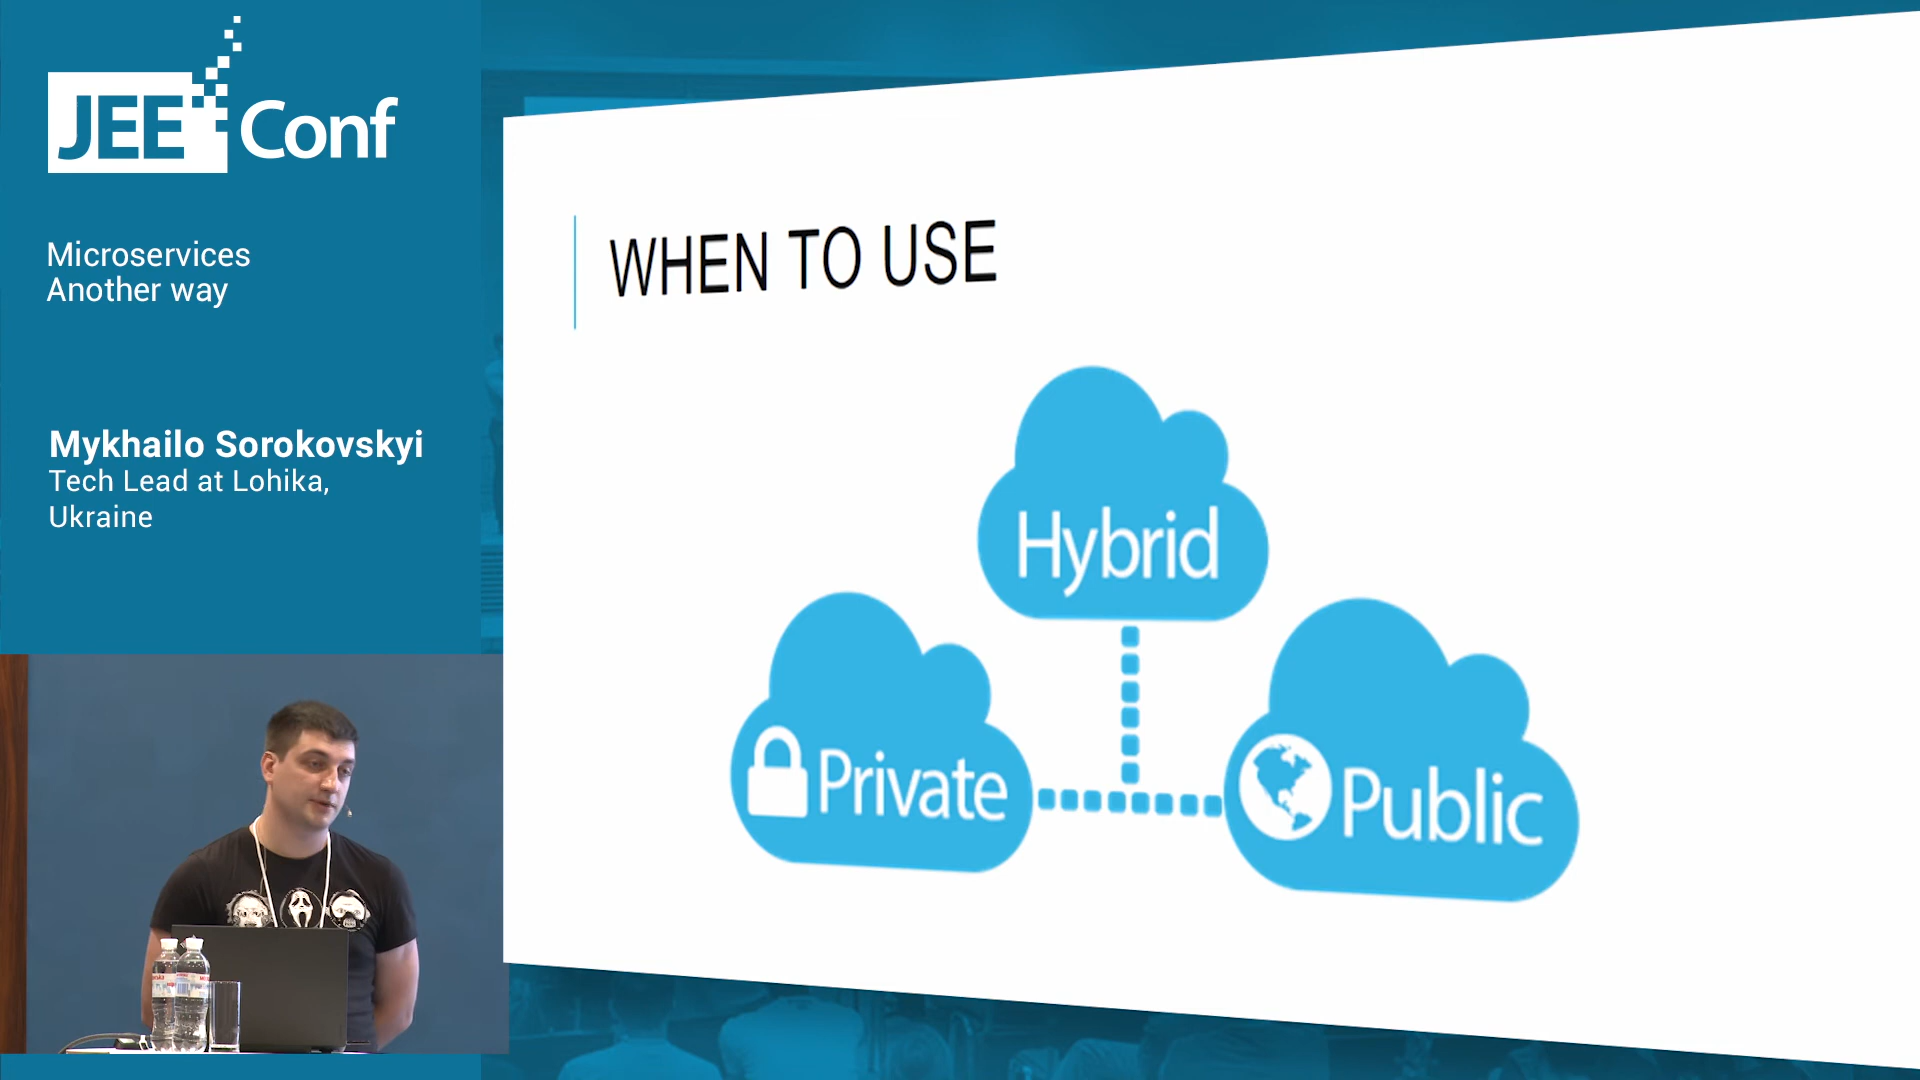 JEE Conf
Microservices
Another way
Mykhailo Sorokovskyi
Tech Lead at Lohika,
Ukraine
WHEN TO USE
Hybrid
Private
Public